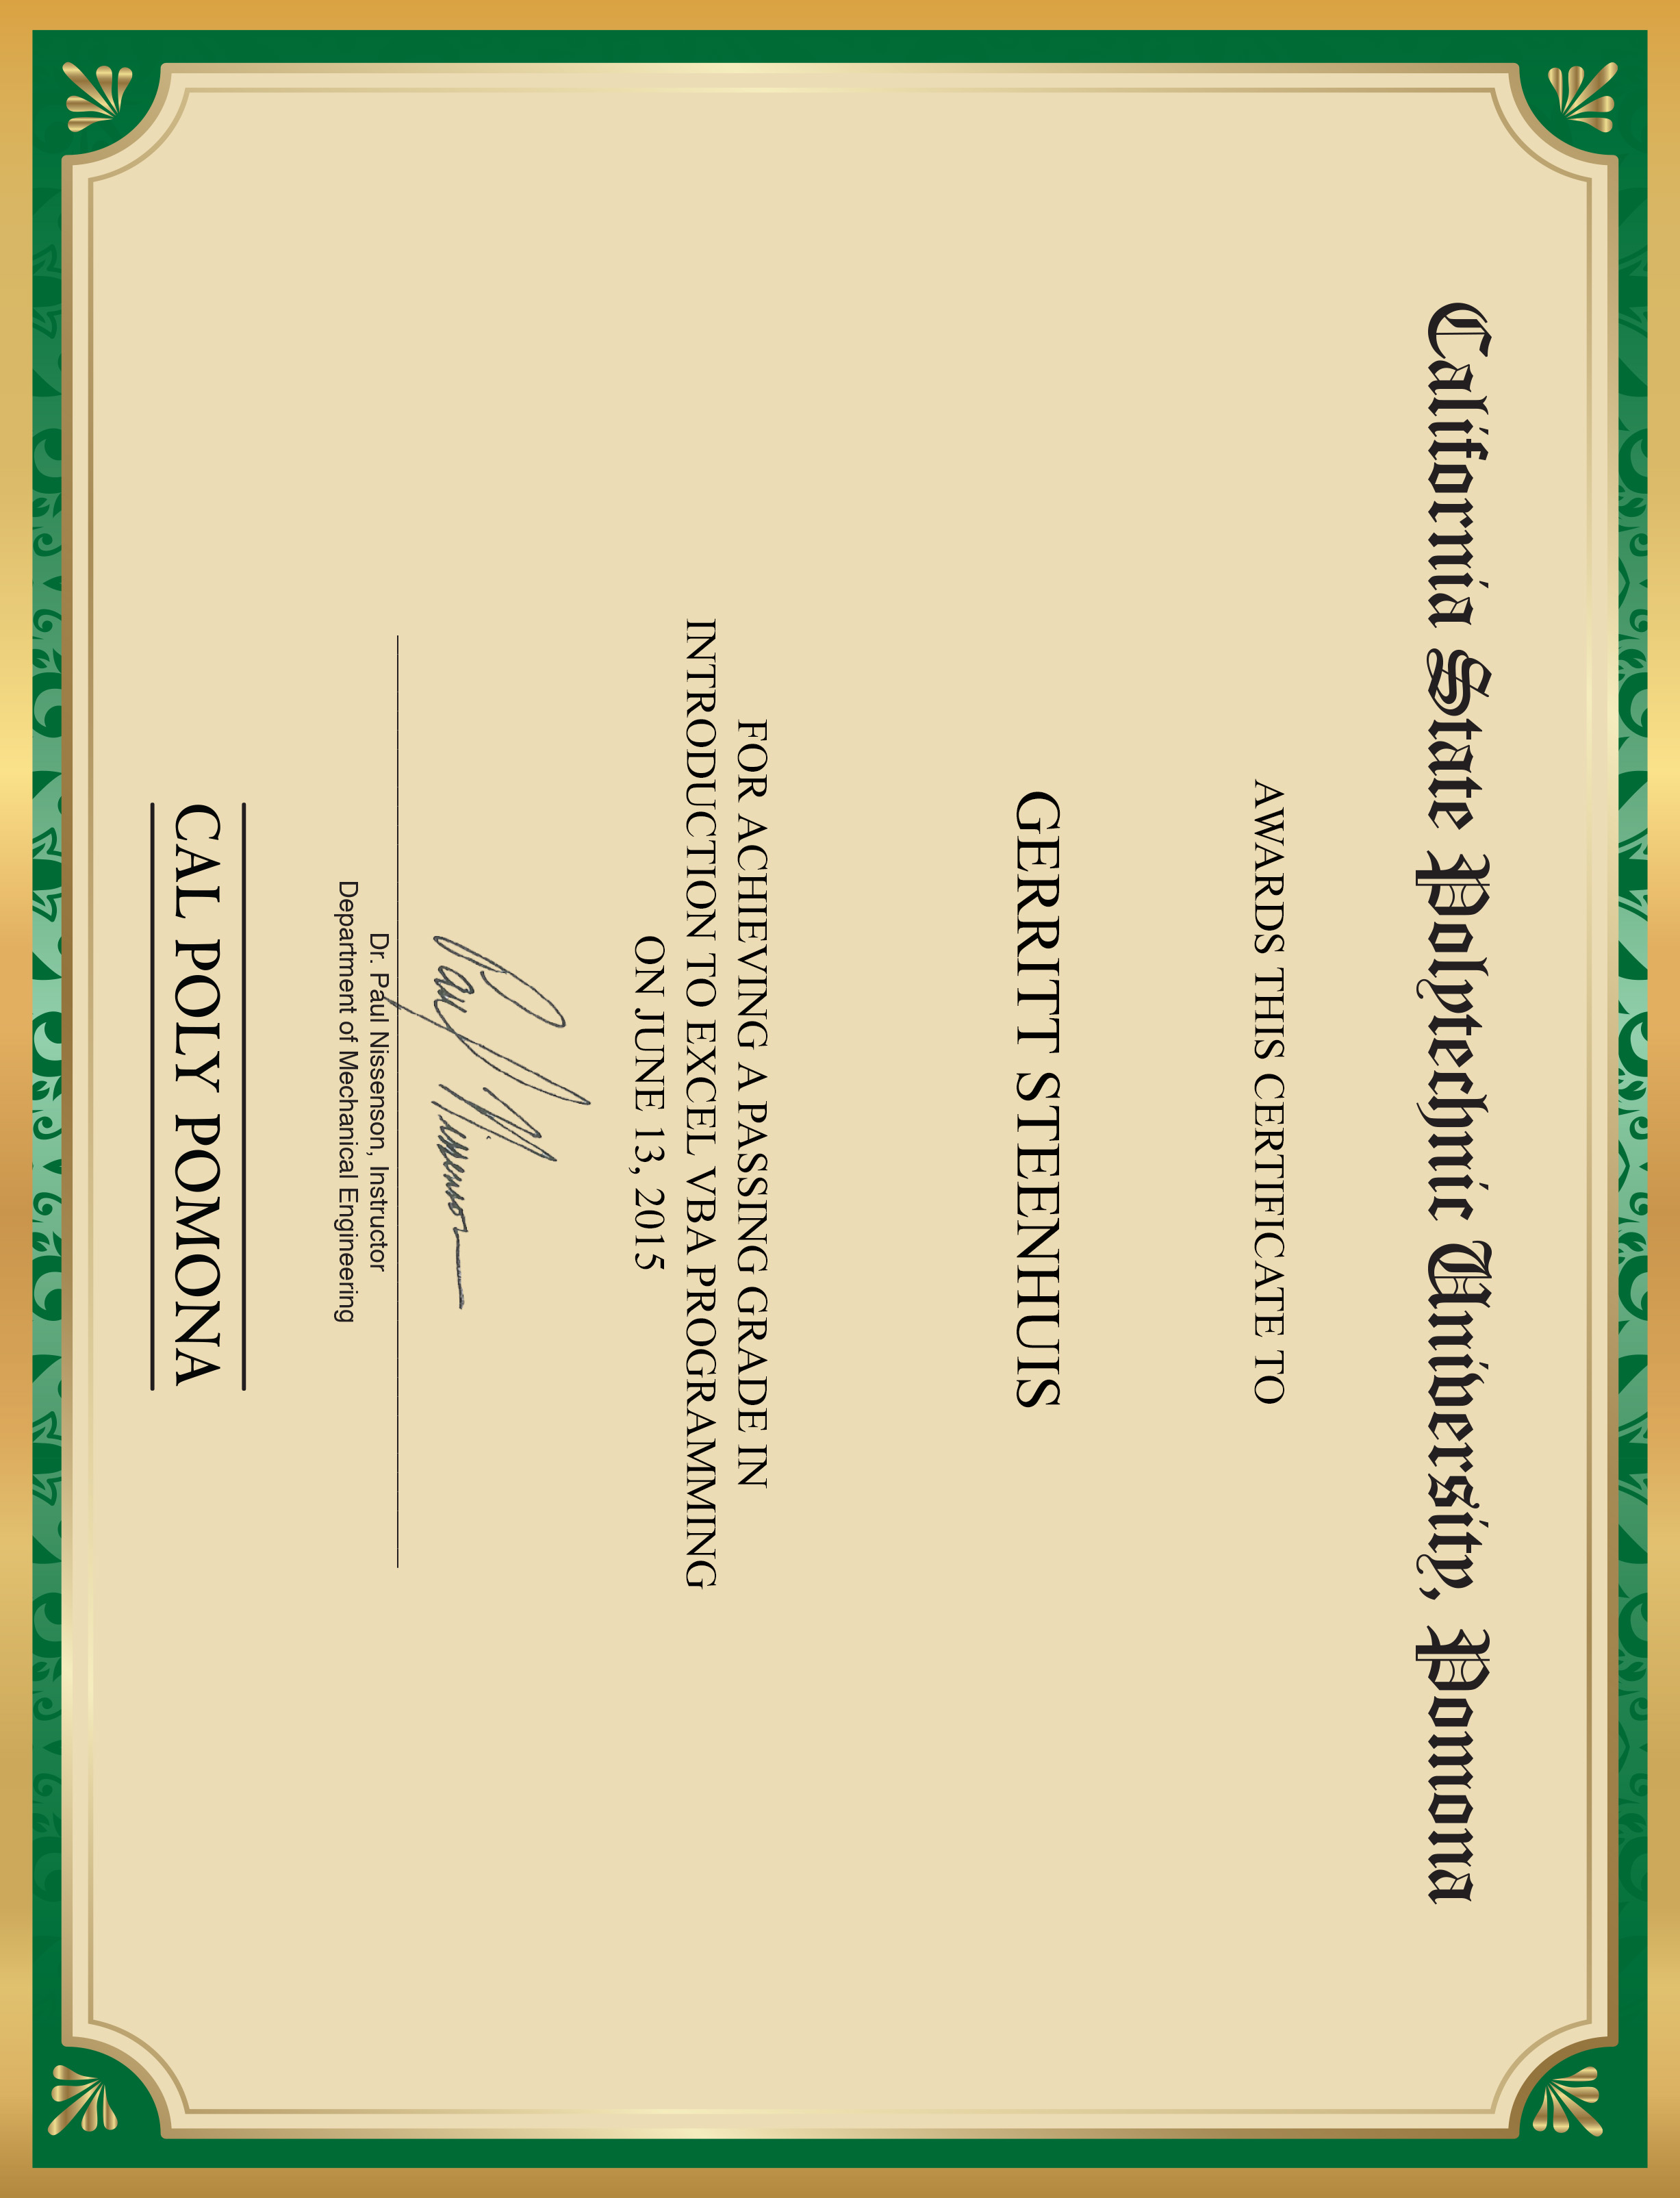 California State Polytechnic University, Pomona
AWARDS THIS CERTIFICATE TO
GERRITT STEENHUIS
FOR ACHIEVING A PASSING GRADE IN
INTRODUCTION TO EXCEL VBA PROGRAMMING
ON JUNE 13, 2015
Paul Nissenson
Dr. Paul Nissenson, Instructor
Department of Mechanical Engineering
CAL POLY POMONA